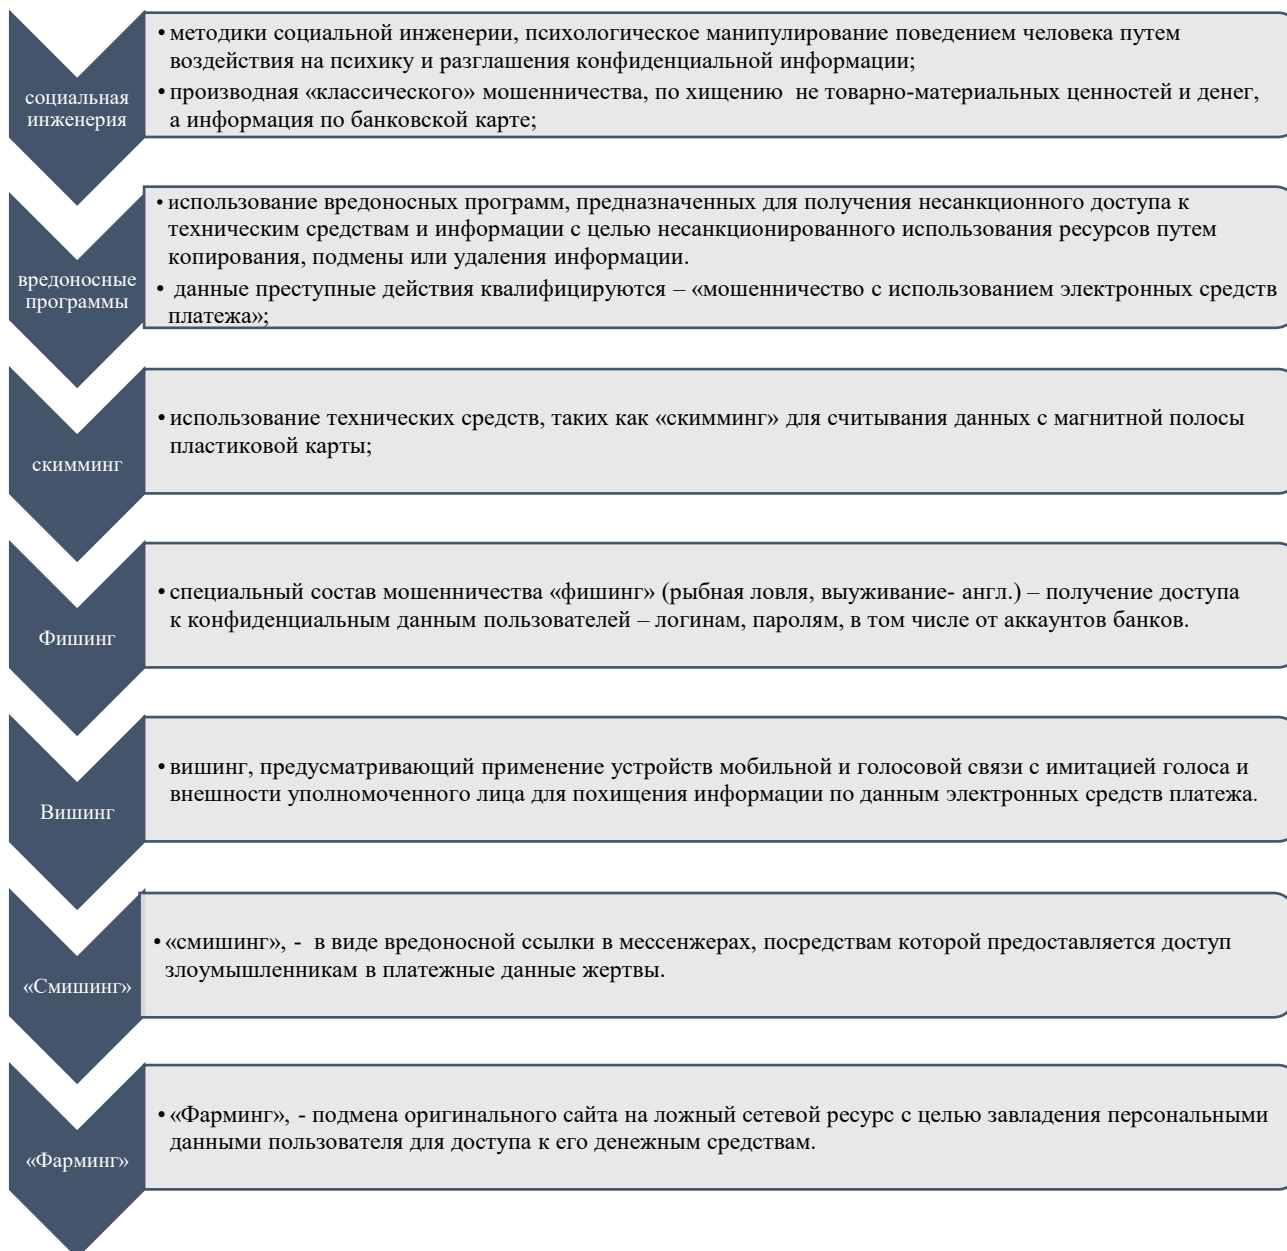 социальная
инженерия
• методики социальной инженерии, психологическое манипулирование поведением человека путем
воздействия на психику и разглашения конфиденциальной информации;
• производная «классического» мошенничества, по хищению  не товарно-материальных ценностей и денег,
а информация по банковской карте;
вредоносные
программы
• использование вредоносных программ, предназначенных для получения несанкционного доступа к
техническим средствам и информации с целью несанкционированного использования ресурсов путем
копирования, подмены или удаления информации.
• данные преступные действия квалифицируются – «мошенничество с использованием электронных средств
платежа»;
скимминг
• использование технических средств, таких как «скимминг» для считывания данных с магнитной полосы
пластиковой карты;
Фишинг
• специальный состав мошенничества «фишинг» (рыбная ловля, выуживание- англ.) – получение доступа
к конфиденциальным данным пользователей – логинам, паролям, в том числе от аккаунтов банков.
Вишинг
• вишинг, предусматривающий применение устройств мобильной и голосовой связи с имитацией голоса и
внешности уполномоченного лица для похищения информации по данным электронных средств платежа.
«Смишинг»
• «смишинг», -  в виде вредоносной ссылки в мессенжерах, посредствам которой предоставляется доступ
злоумышленникам в платежные данные жертвы.
«Фарминг»
• «Фарминг», - подмена оригинального сайта на ложный сетевой ресурс с целью завладения персональными
данными пользователя для доступа к его денежным средствам.